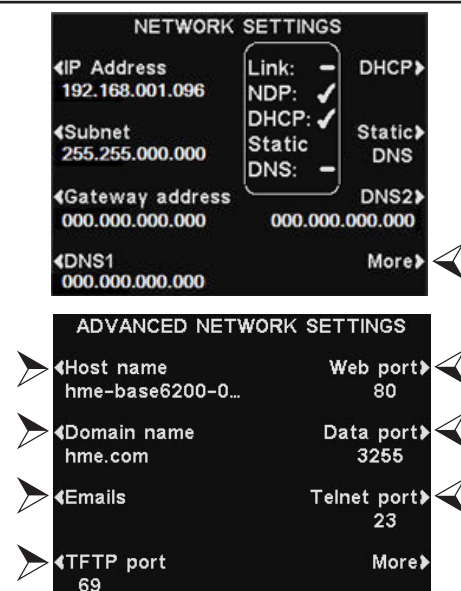 NETWORK SETTINGS
IP Address
192.168.001.096
Subnet
255.255.000.000
Gateway address
000.000.000.000
DNS1
000.000.000.000
Link: –
NDP: ✓
DHCP: ✓
Static
DNS: –
DHCP
Static
DNS
DNS2
000.000.000.000
More
ADVANCED NETWORK SETTINGS
Host name
hme-base6200-0…
Domain name
hme.com
Emails
TFTP port
69
Web port
80
Data port
3255
Telnet port
23
More